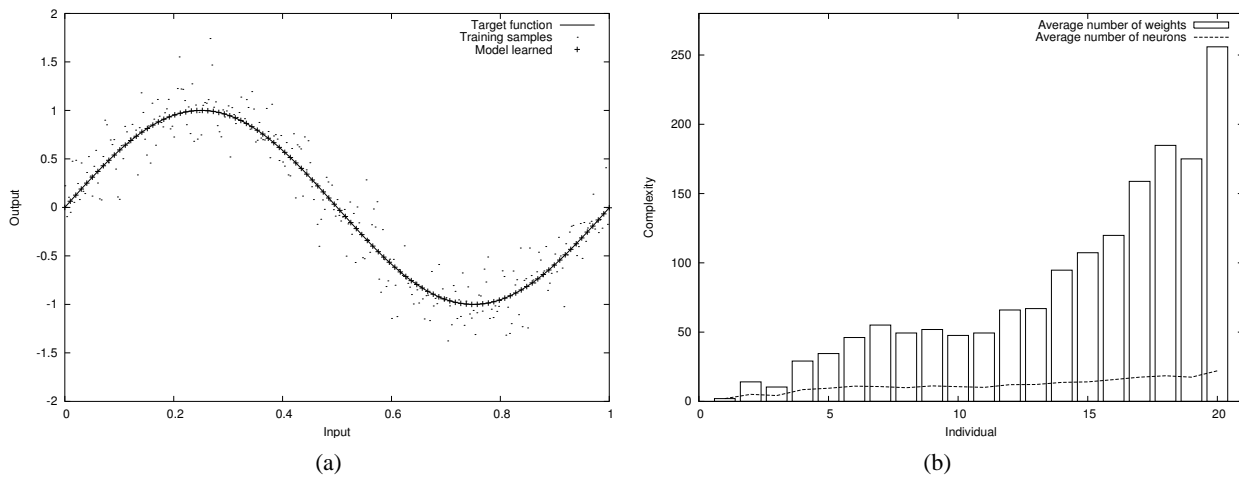 2
1.5
1
0.5
0
-0.5
-1
-1.5
-2
0
0.2
0.4
0.6
0.8
1
Output
Input
Target function
Training samples
Model learned
(a)
250
200
150
100
50
0
0
5
10
15
20
Complexity
Individual
Average number of weights
Average number of neurons
(b)